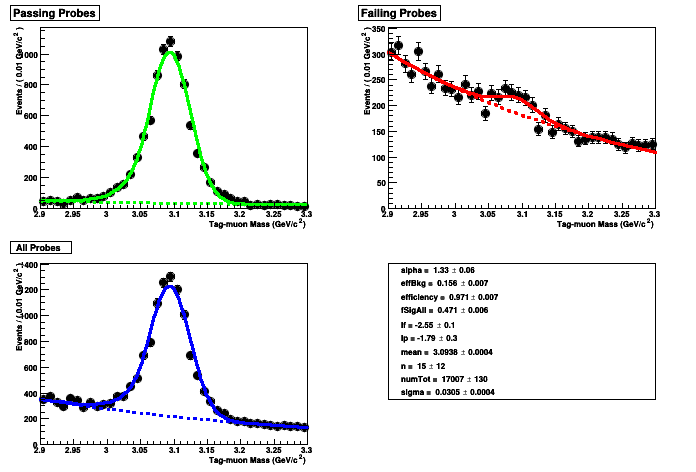 Passing Probes
Events / ( 0.01 GeV/c² )
1000
800
600
400
200
0
2.9 2.95 3 3.05 3.1 3.15 3.2 3.25 3.3
Tag-muon Mass (GeV/c²)
Failing Probes
Events / ( 0.01 GeV/c² )
350
300
250
200
150
100
50
0
2.9 2.95 3 3.05 3.1 3.15 3.2 3.25 3.3
Tag-muon Mass (GeV/c²)
All Probes
Events / ( 0.01 GeV/c² )
1400
1200
1000
800
600
400
200
0
2.9 2.95 3 3.05 3.1 3.15 3.2 3.25 3.3
Tag-muon Mass (GeV/c²)
alpha = 1.33 ± 0.06
effBkg = 0.156 ± 0.007
efficiency = 0.971 ± 0.007
fSigAll = 0.471 ± 0.006
lf = -2.55 ± 0.1
lp = -1.79 ± 0.3
mean = 3.0938 ± 0.0004
n = 15 ± 12
numTot = 17007 ± 130
sigma = 0.0305 ± 0.0004